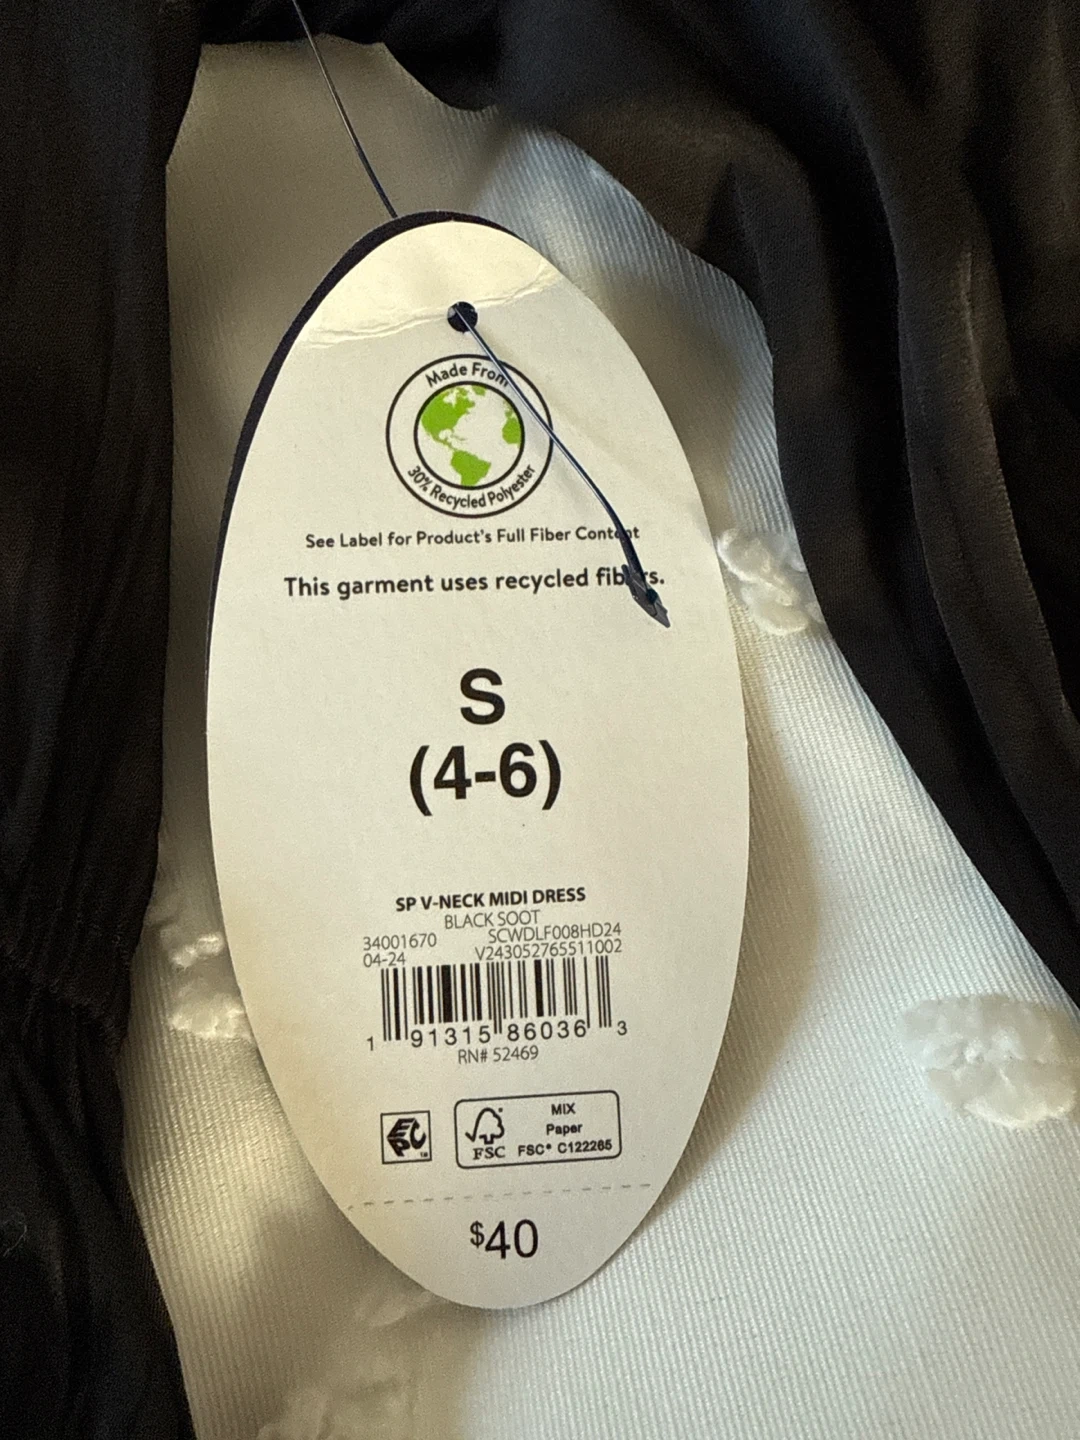 Made From
30% Recycled Polyester
See Label for Product's Full Fiber Content
This garment uses recycled fibers.
S
(4-6)
SP V-NECK MIDI DRESS
BLACK SOOT
34001670 SCWDLF008HD24
04-24 V243052765511002
1 91315 86036 3
RN# 52469
EPC
MIX
Paper
FSC FSC® C122265
$40